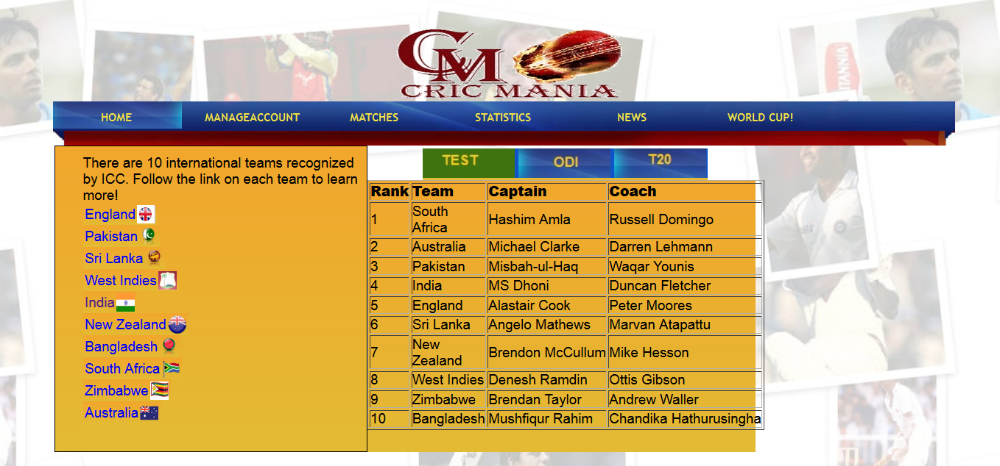 CM
CRIC MANIA
HOME MANAGEACCOUNT MATCHES STATISTICS NEWS WORLD CUP!
There are 10 international teams recognized
by ICC. Follow the link on each team to learn
more!
England
Pakistan
Sri Lanka
West Indies
India
New Zealand
Bangladesh
South Africa
Zimbabwe
Australia
TEST ODI T20
Rank Team Captain Coach
1 South Africa Hashim Amla Russell Domingo
2 Australia Michael Clarke Darren Lehmann
3 Pakistan Misbah-ul-Haq Waqar Younis
4 India MS Dhoni Duncan Fletcher
5 England Alastair Cook Peter Moores
6 Sri Lanka Angelo Mathews Marvan Atapattu
7 New Zealand Brendon McCullum Mike Hesson
8 West Indies Denesh Ramdin Ottis Gibson
9 Zimbabwe Brendan Taylor Andrew Waller
10 Bangladesh Mushfiqur Rahim Chandika Hathurusingha